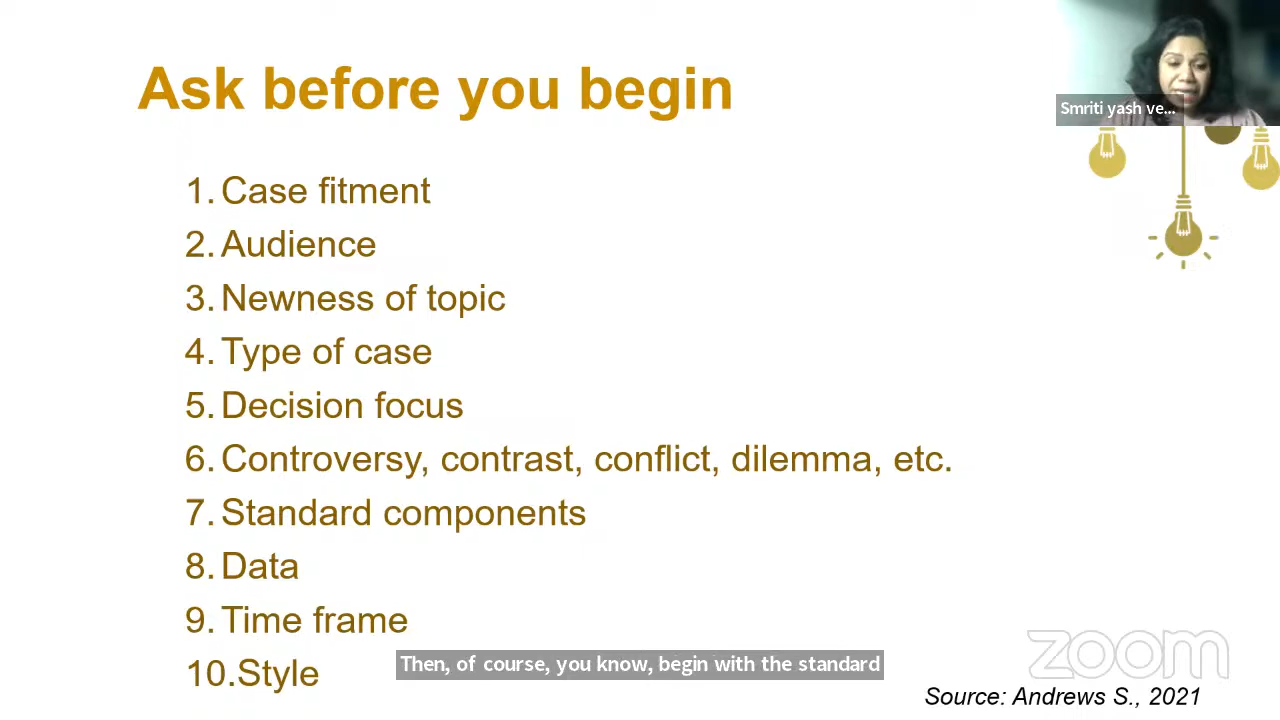 Ask before you begin
Smriti yash ve...
1. Case fitment
2. Audience
3. Newness of topic
4. Type of case
5. Decision focus
6. Controversy, contrast, conflict, dilemma, etc.
7. Standard components
8. Data
9. Time frame
10.Style
Then, of course, you know, begin with the standard
zoom
Source: Andrews S., 2021